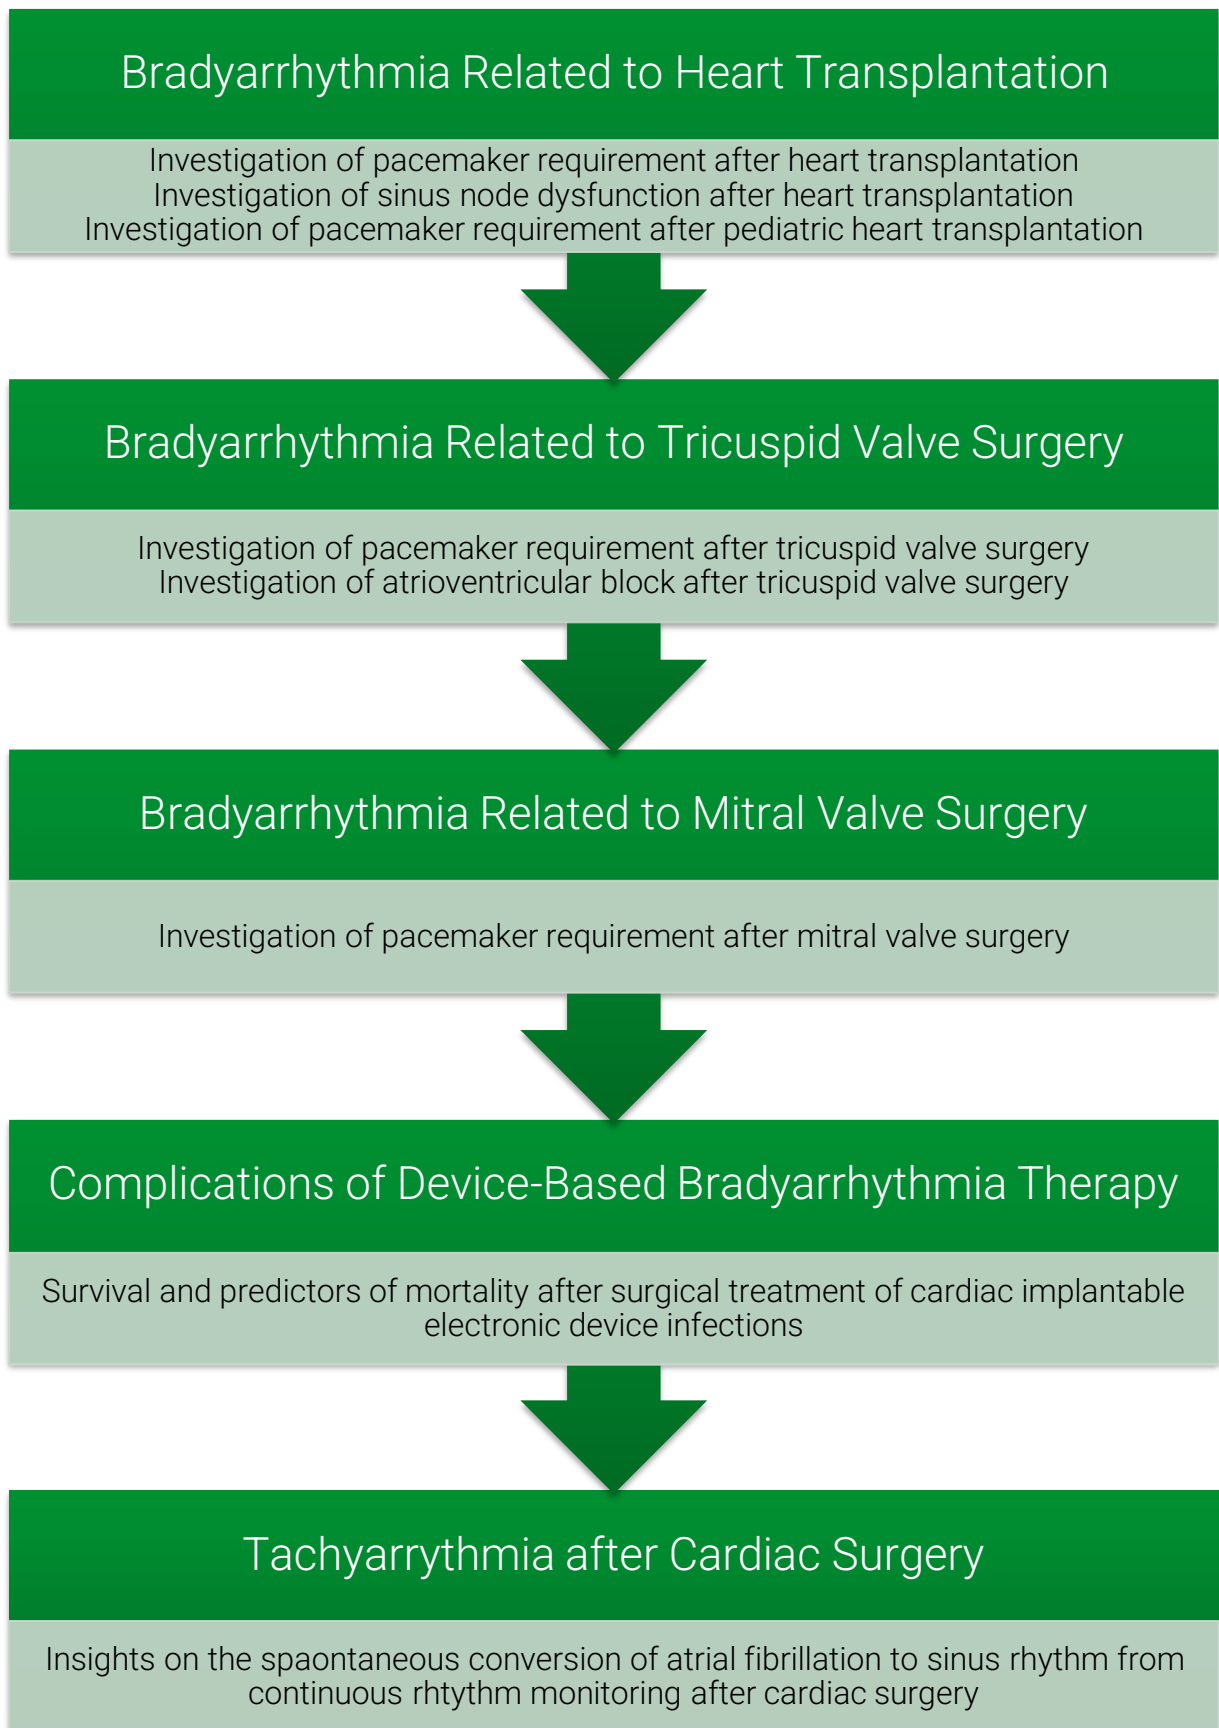 Bradyarrhythmia Related to Heart Transplantation
Investigation of pacemaker requirement after heart transplantation
Investigation of sinus node dysfunction after heart transplantation
Investigation of pacemaker requirement after pediatric heart transplantation
Bradyarrhythmia Related to Tricuspid Valve Surgery
Investigation of pacemaker requirement after tricuspid valve surgery
Investigation of atrioventricular block after tricuspid valve surgery
Bradyarrhythmia Related to Mitral Valve Surgery
Investigation of pacemaker requirement after mitral valve surgery
Complications of Device-Based Bradyarrhythmia Therapy
Survival and predictors of mortality after surgical treatment of cardiac implantable
electronic device infections
Tachyarrythmia after Cardiac Surgery
Insights on the spaontaneous conversion of atrial fibrillation to sinus rhythm from
continuous rhtythm monitoring after cardiac surgery